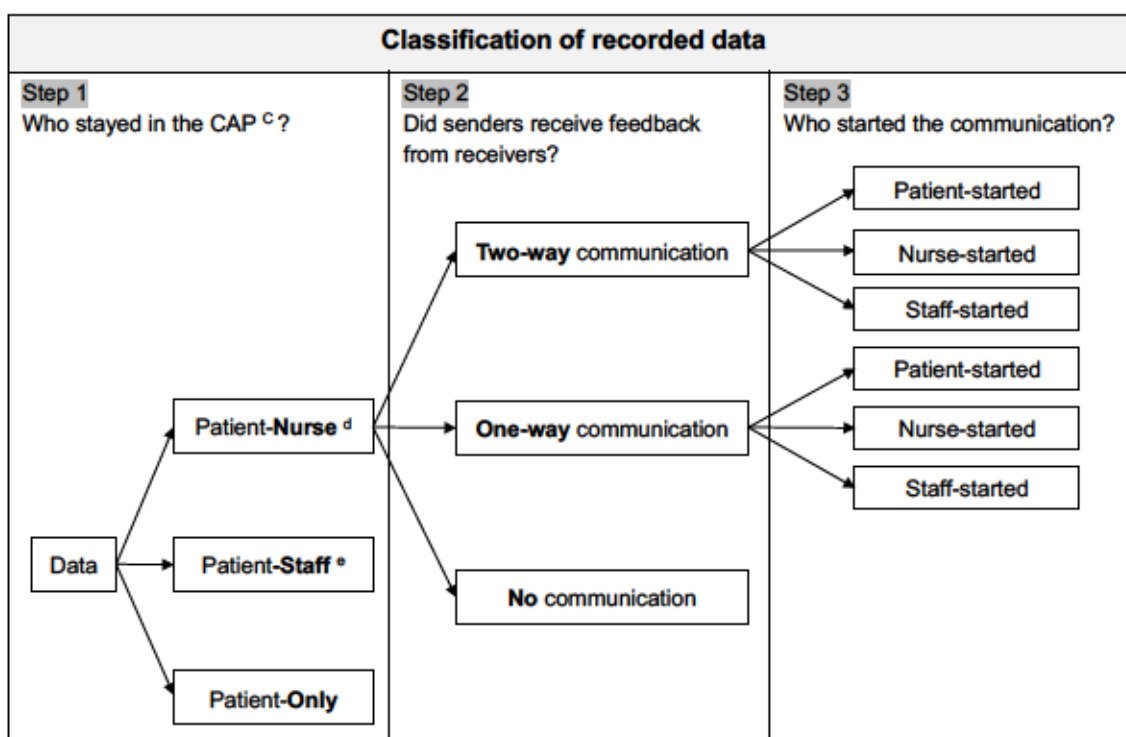 Classification of recorded data
Step 1
Who stayed in the CAP C ?
Step 2
Did senders receive feedback
from receivers?
Step 3
Who started the communication?
Data
Patient-Nurse d
Patient-Staff e
Patient-Only
Two-way communication
One-way communication
No communication
Patient-started
Nurse-started
Staff-started
Patient-started
Nurse-started
Staff-started